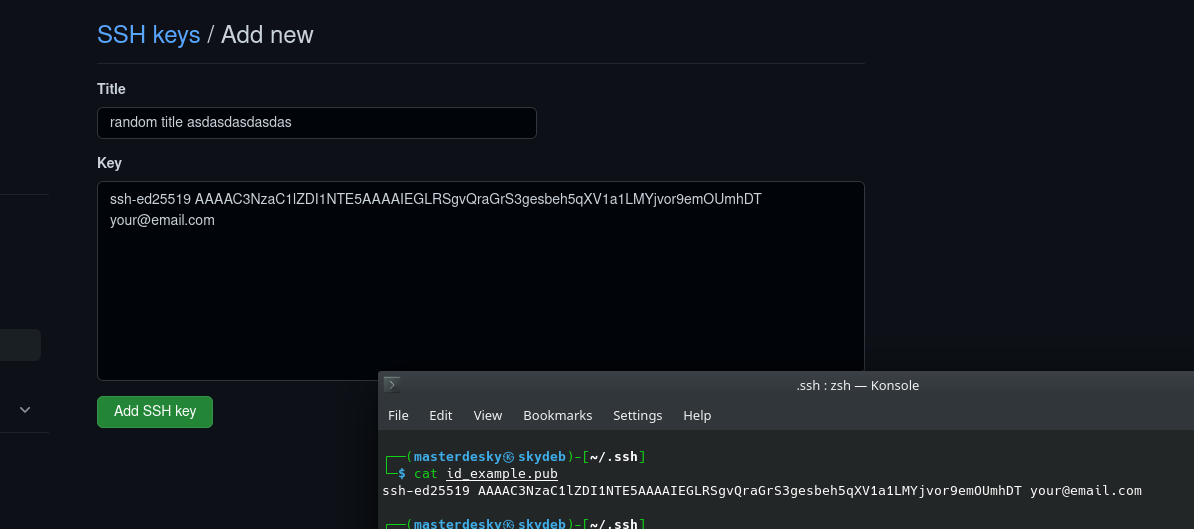 SSH keys / Add new
Title
random title asdasdasdasdas
Key
ssh-ed25519 AAAAC3NzaC1lZDI1NTE5AAAAIEGLRSgvQraGrS3gesbeh5qXV1a1LMYjvor9emOUmhDT
your@email.com
Add SSH key
.ssh : zsh — Konsole
File Edit View Bookmarks Settings Help
┌──(masterdesky㉿skydeb)-[~/.ssh]
└─$ cat id_example.pub
ssh-ed25519 AAAAC3NzaC1lZDI1NTE5AAAAIEGLRSgvQraGrS3gesbeh5qXV1a1LMYjvor9emOUmhDT your@email.com
┌──(masterdesky㉿skydeb)-[~/.ssh]